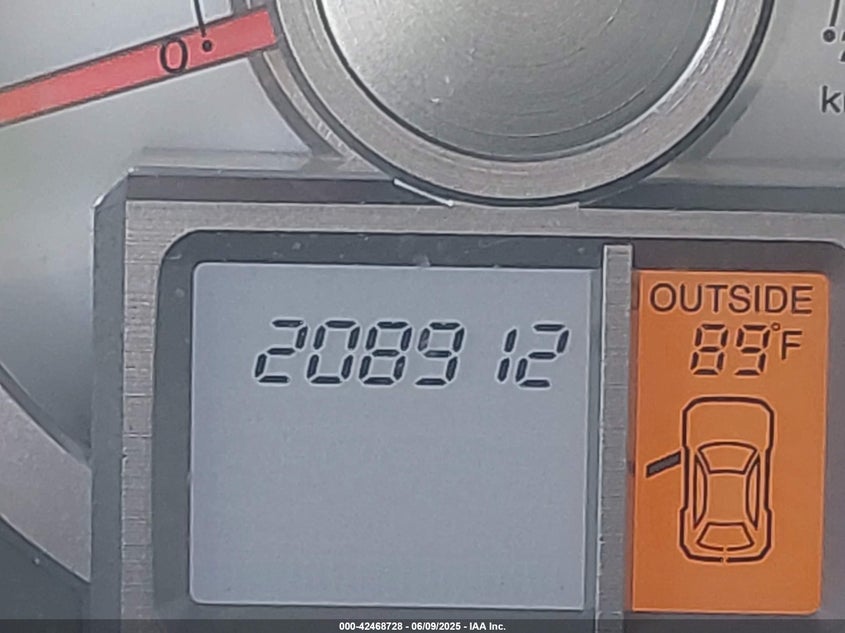 0
208912
OUTSIDE
89°F
000-42468728 - 06/09/2025 - IAA Inc.